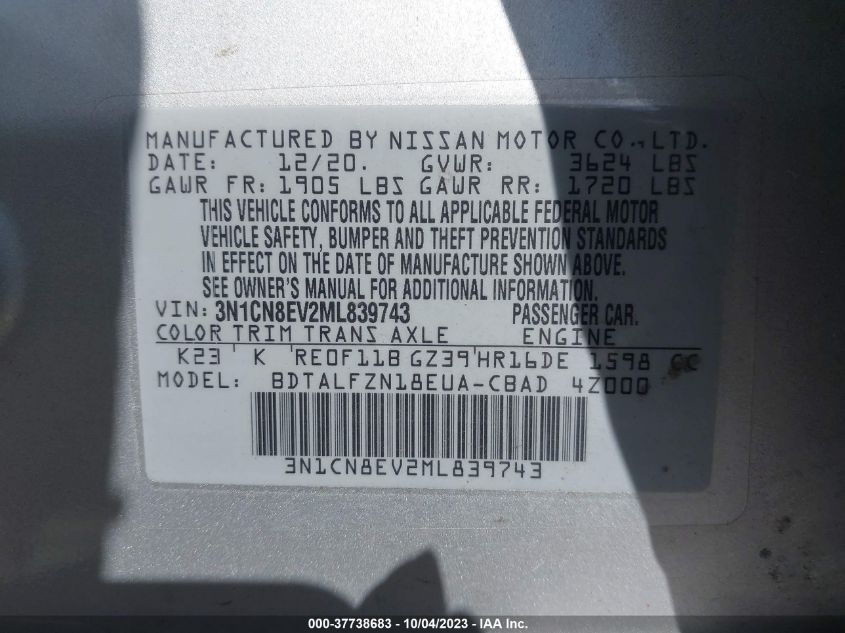 MANUFACTURED BY NISSAN MOTOR CO., LTD.
DATE: 12/20. GVWR: 3624 LBS
GAWR FR: 1905 LBS GAWR RR: 1720 LBS
THIS VEHICLE CONFORMS TO ALL APPLICABLE FEDERAL MOTOR
VEHICLE SAFETY, BUMPER AND THEFT PREVENTION STANDARDS
IN EFFECT ON THE DATE OF MANUFACTURE SHOWN ABOVE.
SEE OWNER'S MANUAL FOR ADDITIONAL INFORMATION.
VIN: 3N1CN8EV2ML839743 PASSENGER CAR.
COLOR TRIM TRANS AXLE ENGINE
K23 K RE0F11B GZ39 HR16DE 1598 CC
MODEL: BDTALFZN18EUA-CBAD 4Z000
3N1CN8EV2ML839743
000-37738683 - 10/04/2023 - IAA Inc.